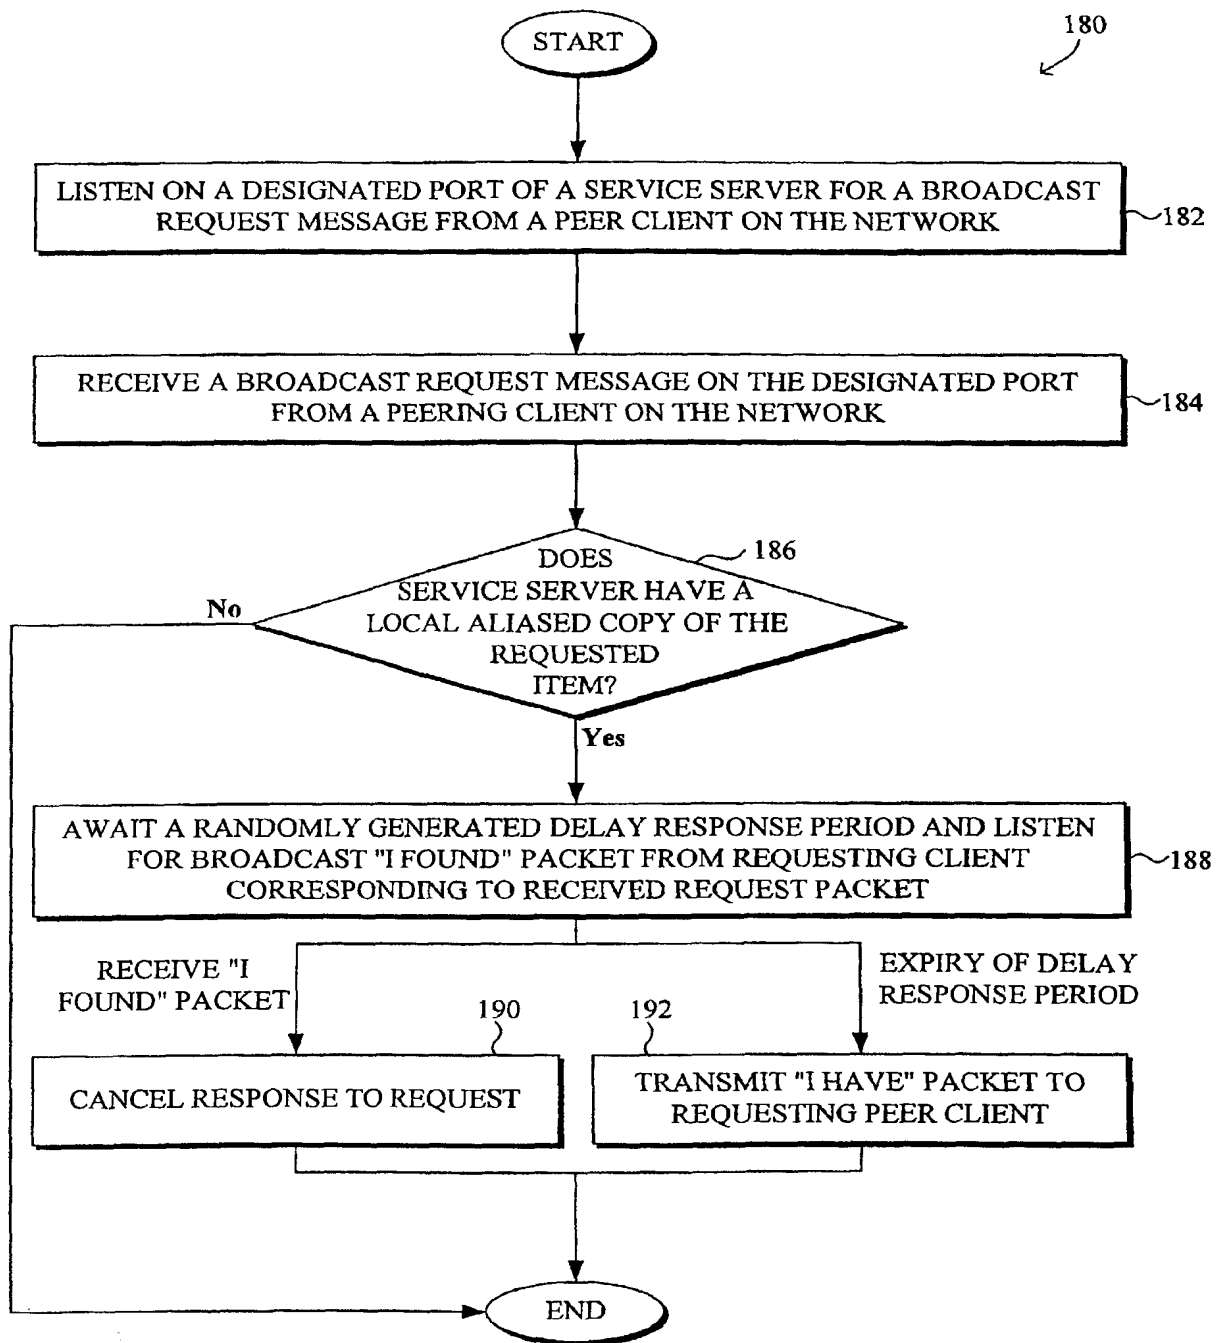 START
180
LISTEN ON A DESIGNATED PORT OF A SERVICE SERVER FOR A BROADCAST
REQUEST MESSAGE FROM A PEER CLIENT ON THE NETWORK
182
RECEIVE A BROADCAST REQUEST MESSAGE ON THE DESIGNATED PORT
FROM A PEERING CLIENT ON THE NETWORK
184
186
DOES
SERVICE SERVER HAVE A
LOCAL ALIASED COPY OF THE
REQUESTED
ITEM?
No
Yes
AWAIT A RANDOMLY GENERATED DELAY RESPONSE PERIOD AND LISTEN
FOR BROADCAST "I FOUND" PACKET FROM REQUESTING CLIENT
CORRESPONDING TO RECEIVED REQUEST PACKET
188
RECEIVE "I
FOUND" PACKET
EXPIRY OF DELAY
RESPONSE PERIOD
190
192
CANCEL RESPONSE TO REQUEST
TRANSMIT "I HAVE" PACKET TO
REQUESTING PEER CLIENT
END